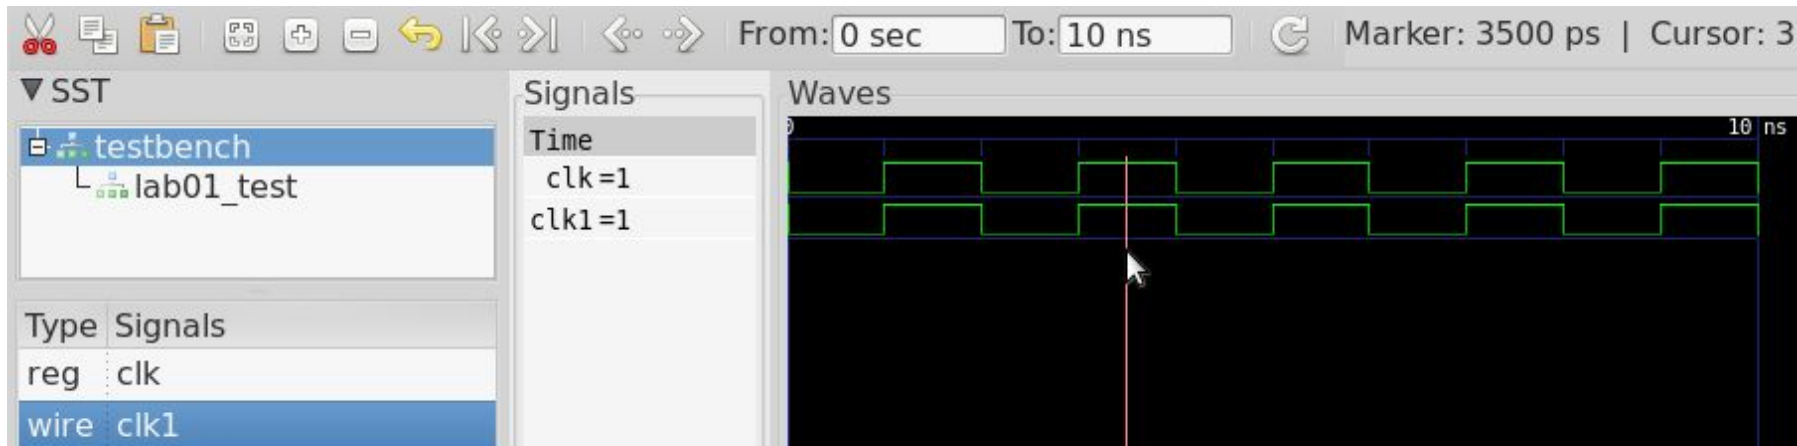 From: 0 sec To: 10 ns Marker: 3500 ps | Cursor: 3
SST
testbench
lab01_test
Type Signals
reg clk
wire clk1
Signals
Time
clk=1
clk1=1
Waves
0 10 ns